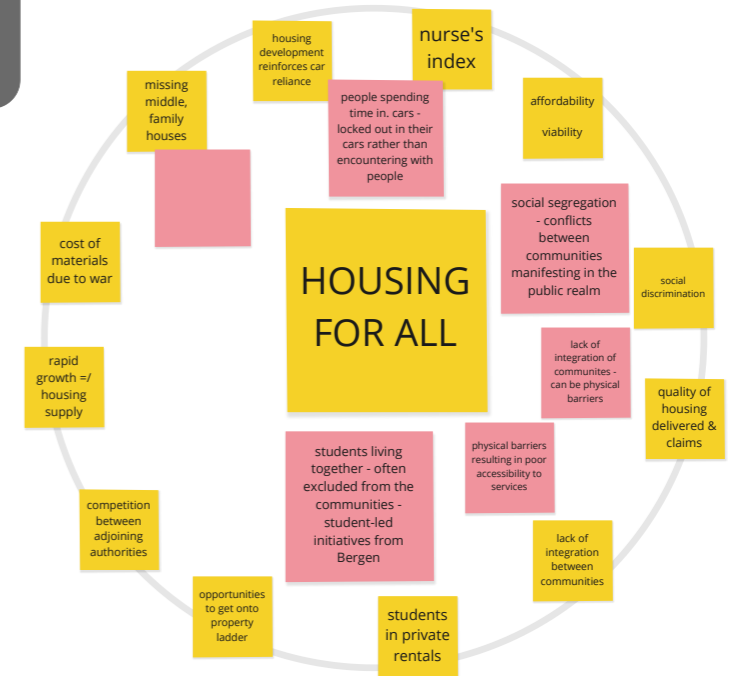 housing
development
reinforces car
reliance
nurse's
index
missing
middle,
family
houses
people spending
time in. cars -
locked out in their
cars rather than
encountering with
people
affordability
viability
social segregation
- conflicts
between
communities
manifesting in the
public realm
cost of
materials
due to war
HOUSING
FOR ALL
social
discrimination
lack of
integration of
communites -
can be physical
barriers
rapid
growth =/
housing
supply
quality of
housing
delivered &
claims
students living
together - often
excluded from the
communities -
student-led
initiatives from
Bergen
physical barriers
resulting in poor
accessibility to
services
competition
between
adjoining
authorities
lack of
integration
between
communities
opportunities
to get onto
property
ladder
students
in private
rentals